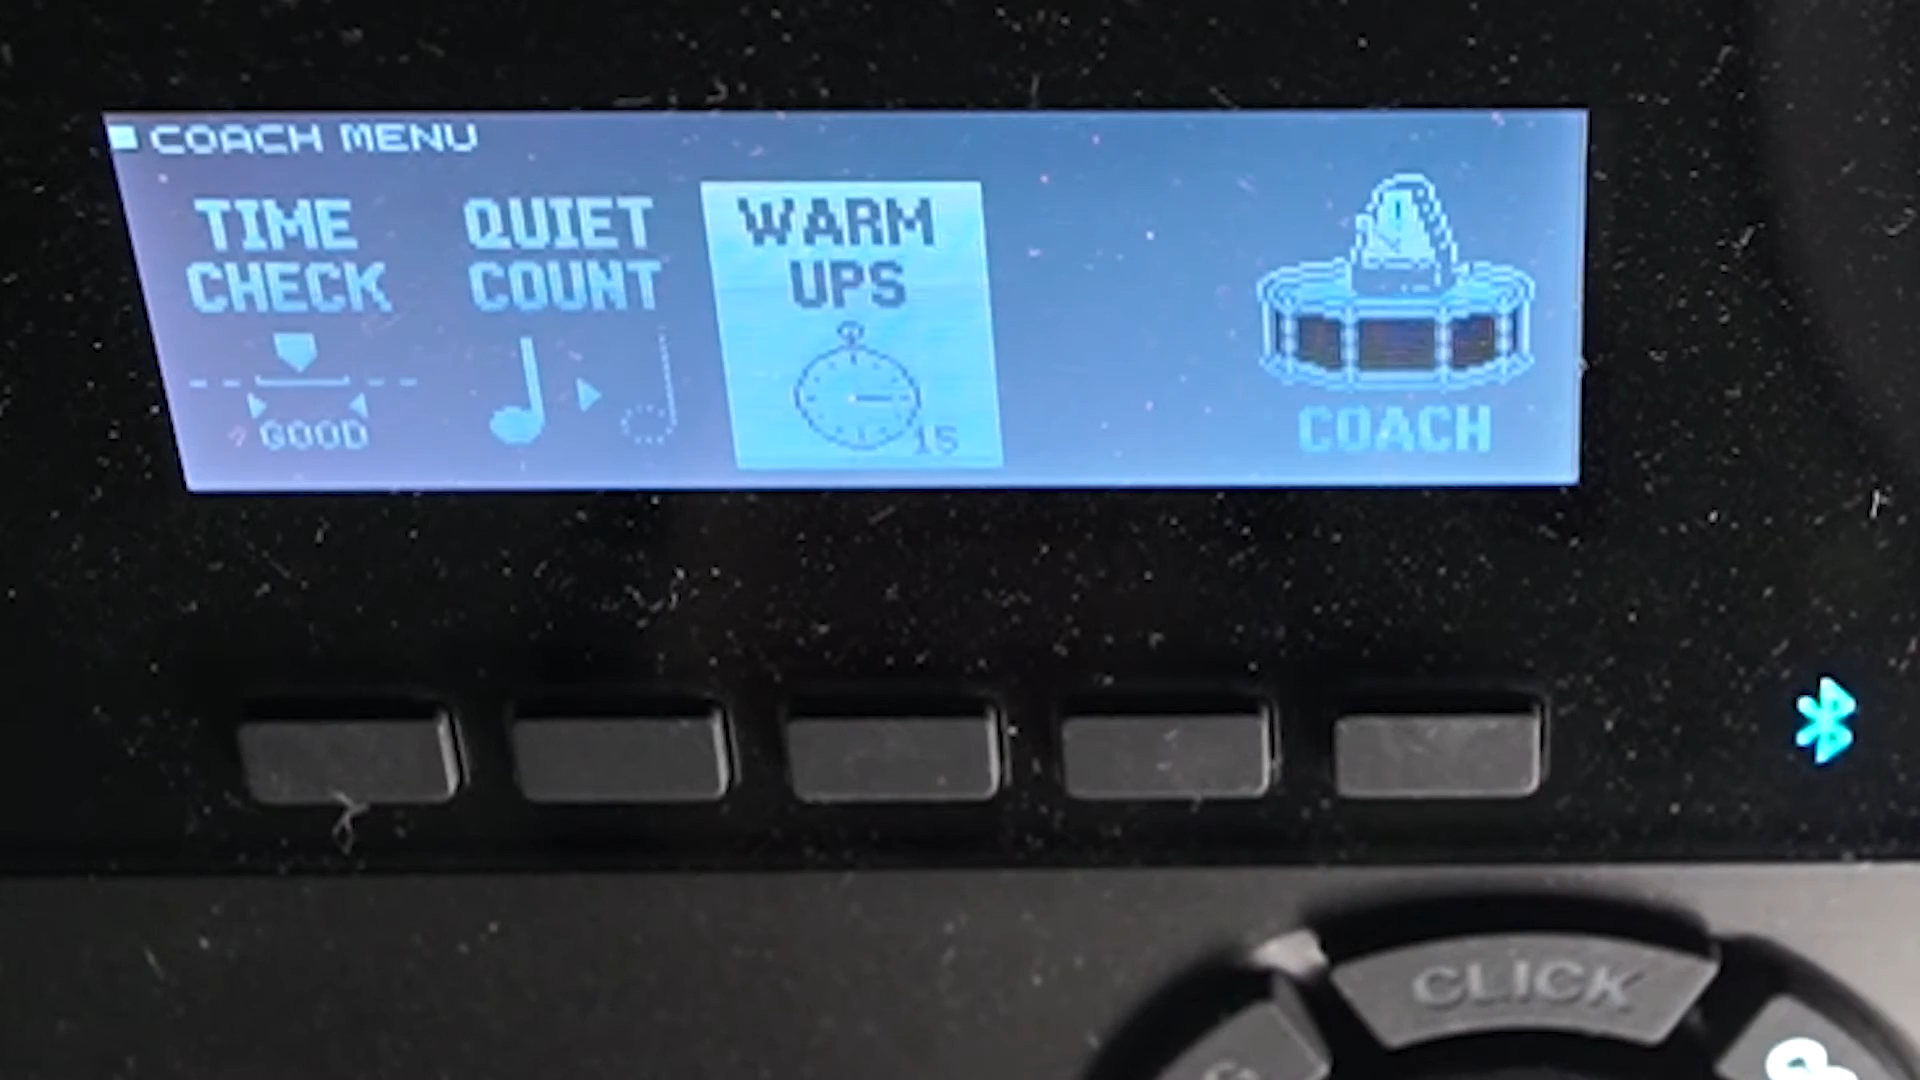 COACH MENU
TIME
CHECK
GOOD
QUIET
COUNT
WARM
UPS
15
COACH
CLICK